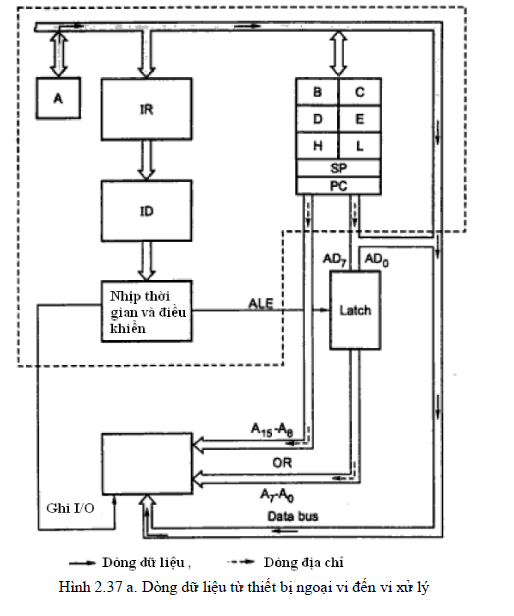 A
IR
B C
D E
H L
SP
PC
ID
Nhịp thời
gian và điều
khiển
ALE
AD7 AD0
Latch
A15-A8
OR
A7-A0
Ghi I/O
Data bus
Dòng dữ liệu , Dòng địa chỉ
Hình 2.37 a. Dòng dữ liệu từ thiết bị ngoại vi đến vi xử lý